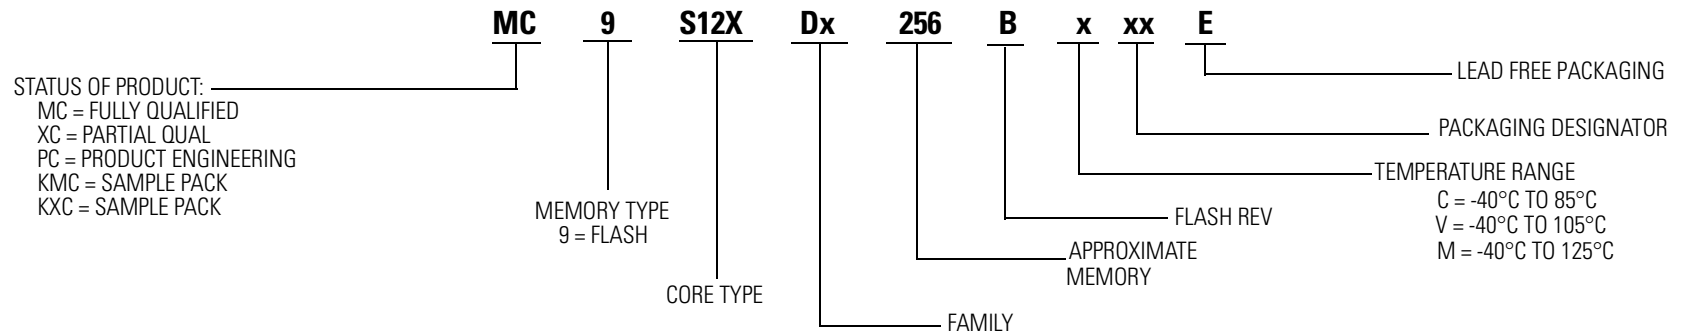 MC 9 S12X Dx 256 B x xx E
STATUS OF PRODUCT:
MC = FULLY QUALIFIED
XC = PARTIAL QUAL
PC = PRODUCT ENGINEERING
KMC = SAMPLE PACK
KXC = SAMPLE PACK
MEMORY TYPE
9 = FLASH
CORE TYPE
FAMILY
APPROXIMATE
MEMORY
FLASH REV
TEMPERATURE RANGE
C = -40°C TO 85°C
V = -40°C TO 105°C
M = -40°C TO 125°C
PACKAGING DESIGNATOR
LEAD FREE PACKAGING